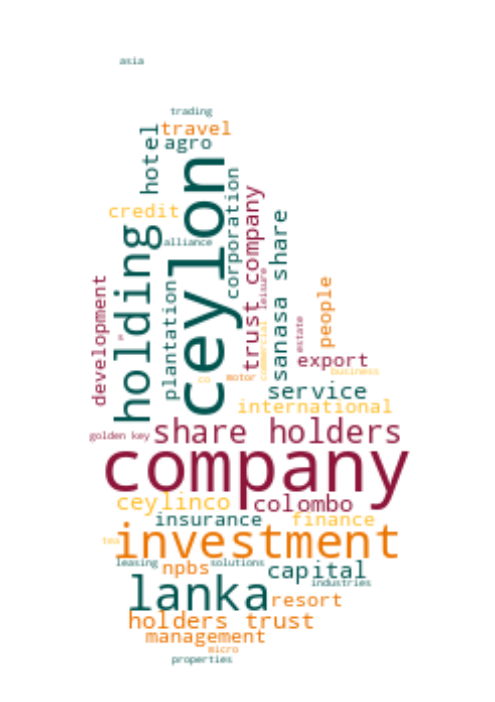 asia
trading
travel
hotel
agro
ceylon
corporation
credit
trust company
sanasa share
holding
alliance
leisure
development
plantation
people
commercial
estate
export
co
motor
business
service
international
golden key
share holders
company
ceylinco
colombo
insurance
finance
tea
investment
leasing
solutions
npbs
capital
industries
lanka
resort
holders trust
management
micro
properties